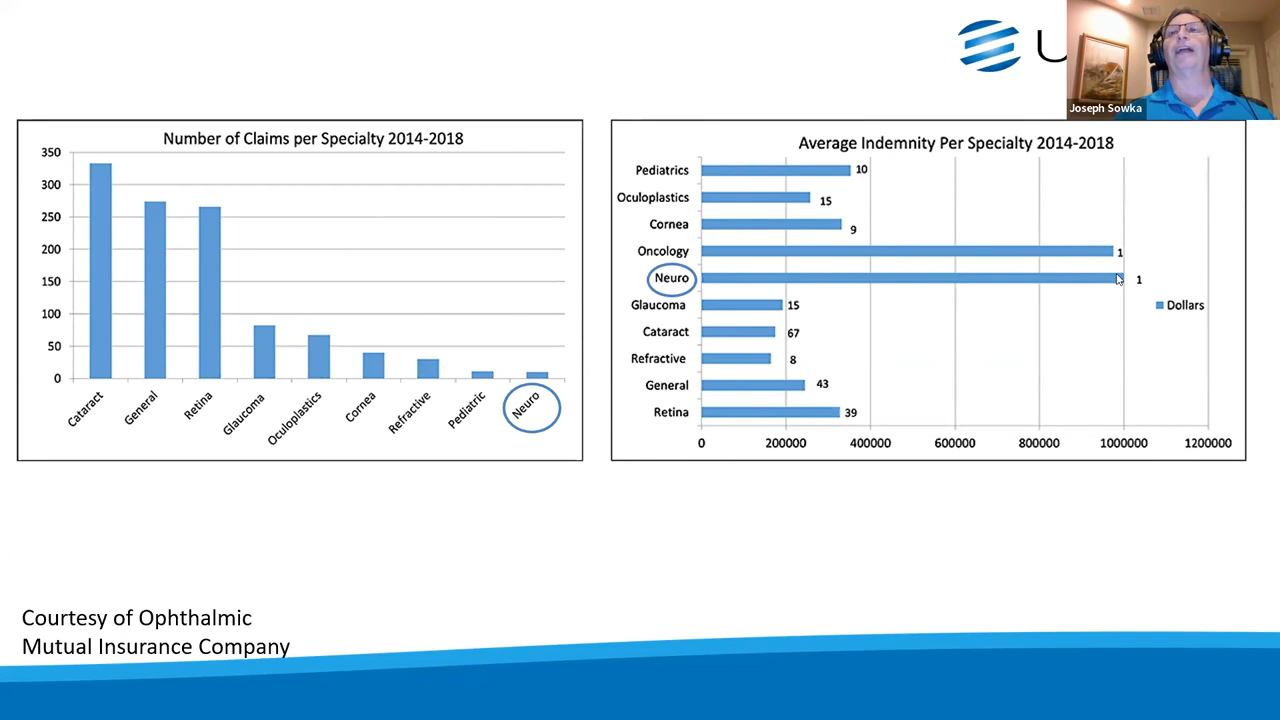 U
Joseph Sowka
Number of Claims per Specialty 2014-2018
350
300
250
200
150
100
50
0
Cataract
General
Retina
Glaucoma
Oculoplastics
Cornea
Refractive
Pediatric
Neuro
Average Indemnity Per Specialty 2014-2018
Pediatrics 10
Oculoplastics 15
Cornea 9
Oncology 1
Neuro 1
Glaucoma 15
Dollars
Cataract 67
Refractive 8
General 43
Retina 39
0 200000 400000 600000 800000 1000000 1200000
Courtesy of Ophthalmic
Mutual Insurance Company